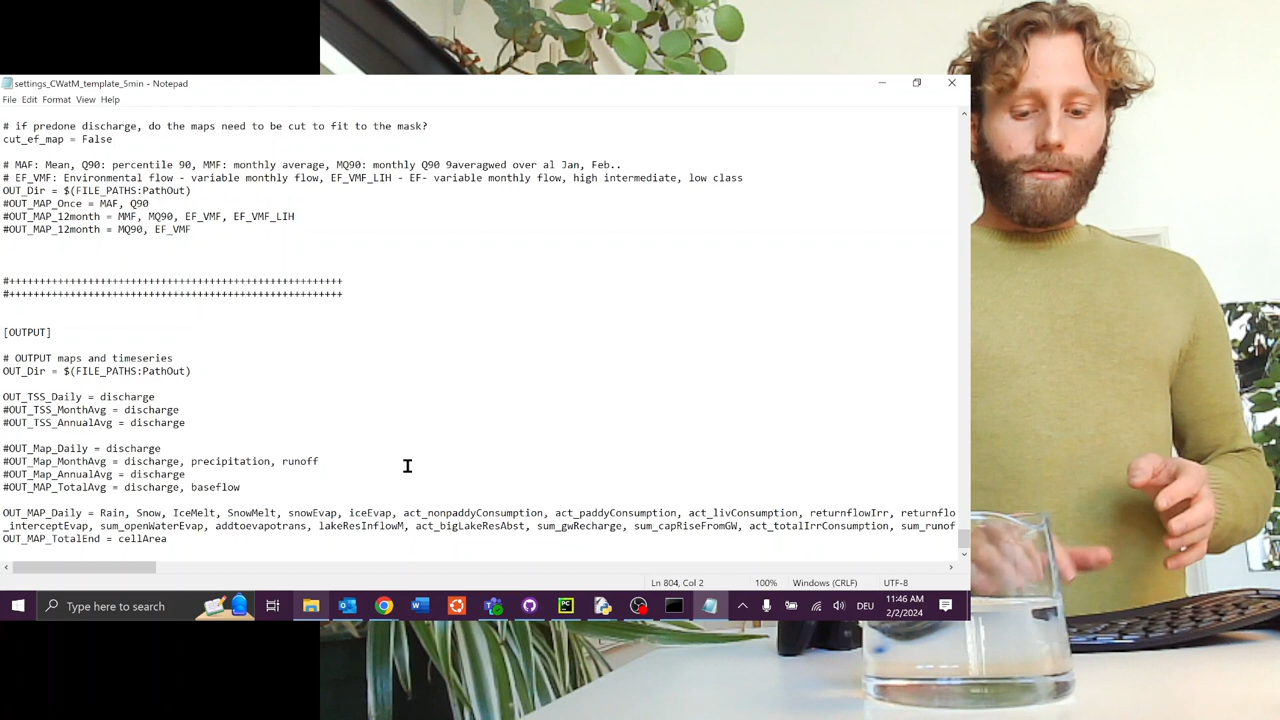 settings_CWatM_template_5min - Notepad
File Edit Format View Help
# if predone discharge, do the maps need to be cut to fit to the mask?
cut_ef_map = False
# MAF: Mean, Q90: percentile 90, MMF: monthly average, MQ90: monthly Q90 9averagwed over al Jan, Feb..
# EF_VMF: Environmental flow - variable monthly flow, EF_VMF_LIH - EF- variable monthly flow, high intermediate, low class
OUT_Dir = $(FILE_PATHS:PathOut)
#OUT_MAP_Once = MAF, Q90
#OUT_MAP_12month = MMF, MQ90, EF_VMF, EF_VMF_LIH
#OUT_MAP_12month = MQ90, EF_VMF
#+++++++++++++++++++++++++++++++++++++++++++++++++++++
#+++++++++++++++++++++++++++++++++++++++++++++++++++++
[OUTPUT]
# OUTPUT maps and timeseries
OUT_Dir = $(FILE_PATHS:PathOut)
OUT_TSS_Daily = discharge
#OUT_TSS_MonthAvg = discharge
#OUT_TSS_AnnualAvg = discharge
#OUT_Map_Daily = discharge
#OUT_Map_MonthAvg = discharge, precipitation, runoff
#OUT_Map_AnnualAvg = discharge
#OUT_MAP_TotalAvg = discharge, baseflow
OUT_MAP_Daily = Rain, Snow, IceMelt, SnowMelt, snowEvap, iceEvap, act_nonpaddyConsumption, act_paddyConsumption, act_livConsumption, returnflowIrr, returnflo
_interceptEvap, sum_openWaterEvap, addtoevapotrans, lakeResInflowM, act_bigLakeResAbst, sum_gwRecharge, sum_capRiseFromGW, act_totalIrrConsumption, sum_runof
OUT_MAP_TotalEnd = cellArea
Ln 804, Col 2 100% Windows (CRLF) UTF-8
Type here to search
DEU
11:46 AM
2/2/2024